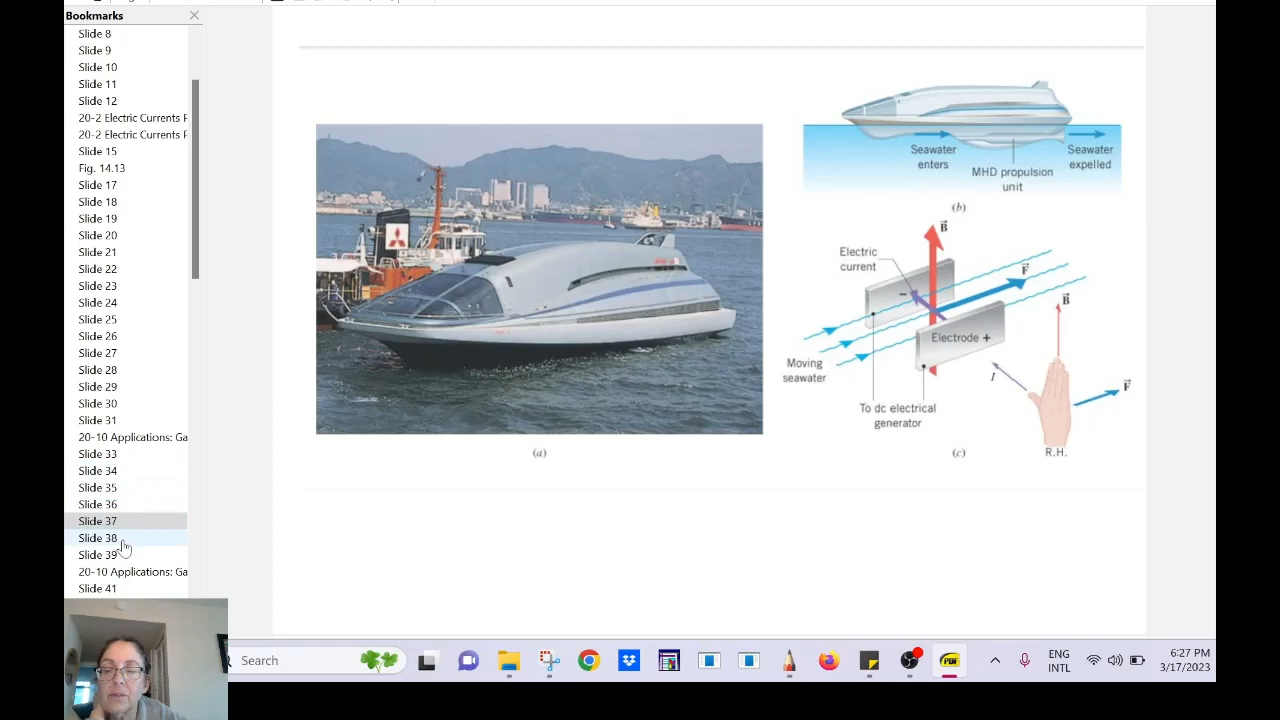 Bookmarks
Slide 8
Slide 9
Slide 10
Slide 11
Slide 12
20-2 Electric Currents P
20-2 Electric Currents P
Slide 15
Fig. 14.13
Slide 17
Slide 18
Slide 19
Slide 20
Slide 21
Slide 22
Slide 23
Slide 24
Slide 25
Slide 26
Slide 27
Slide 28
Slide 29
Slide 30
Slide 31
20-10 Applications: Ga
Slide 33
Slide 34
Slide 35
Slide 36
Slide 37
Slide 38
Slide 39
20-10 Applications: Ga
Slide 41
(a)
Seawater
enters
MHD propulsion
unit
Seawater
expelled
(b)
B
Electric
current
F
−
Electrode +
Moving
seawater
To dc electrical
generator
(c)
B
I
F
R.H.
Search
PDF
ENG
INTL
6:27 PM
3/17/2023